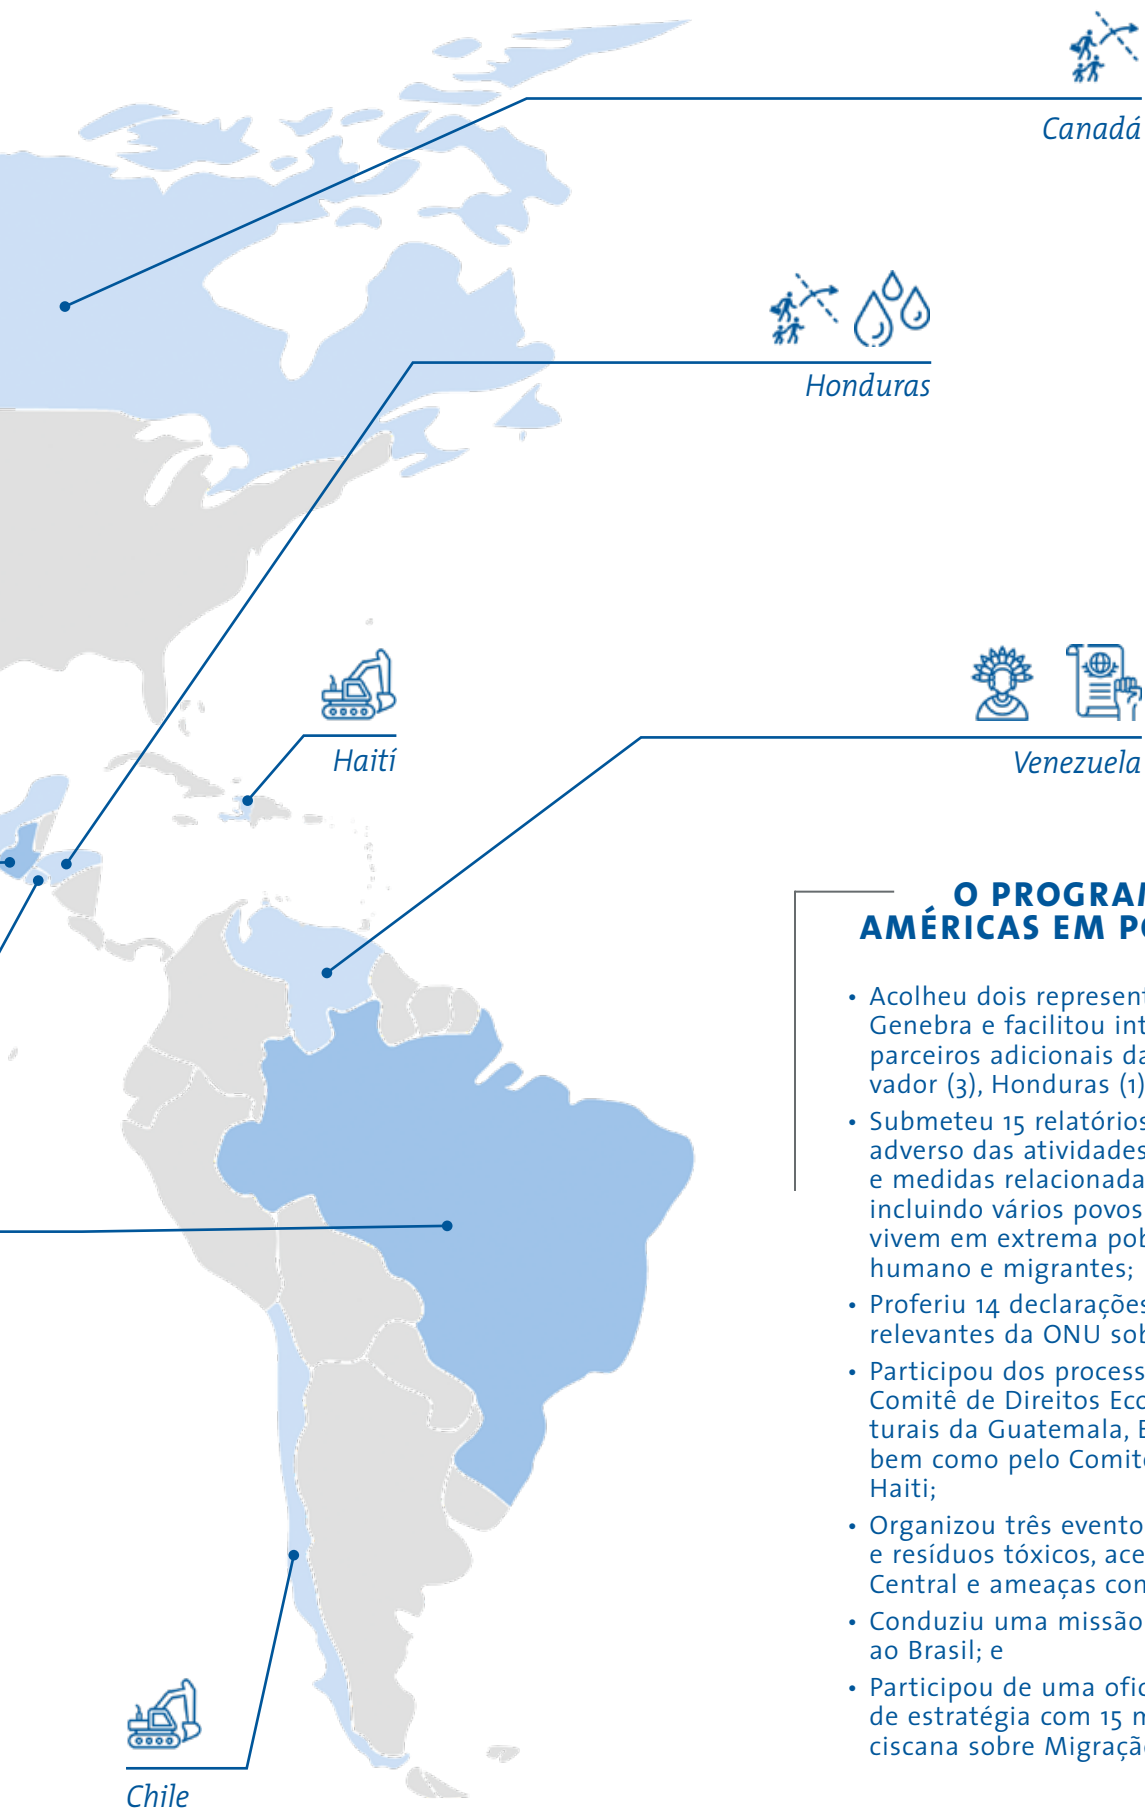 Canadá
Honduras
Haití
Venezuela
O PROGRAM
AMÉRICAS EM P
• Acolheu dois represent
Genebra e facilitou int
parceiros adicionais da
vador (3), Honduras (1)
• Submeteu 15 relatórios
adverso das atividades
e medidas relacionada
incluindo vários povos
vivem em extrema pob
humano e migrantes;
• Proferiu 14 declarações
relevantes da ONU sob
• Participou dos process
Comitê de Direitos Eco
turais da Guatemala, E
bem como pelo Comit
Haiti;
• Organizou três evento
e resíduos tóxicos, ace
Central e ameaças con
• Conduziu uma missão
ao Brasil; e
• Participou de uma ofic
de estratégia com 15 m
ciscana sobre Migraçã
Chile